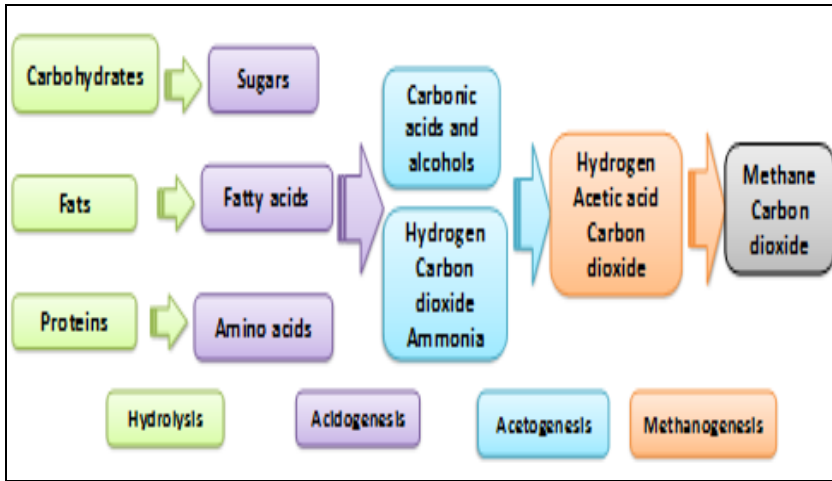 Carbohydrates
Sugars
Carbonic
acids and
alcohols
Fats
Fatty acids
Hydrogen
Carbon
dioxide
Ammonia
Hydrogen
Acetic acid
Carbon
dioxide
Methane
Carbon
dioxide
Proteins
Amino acids
Hydrolysis
Acidogenesis
Acetogenesis
Methanogenesis